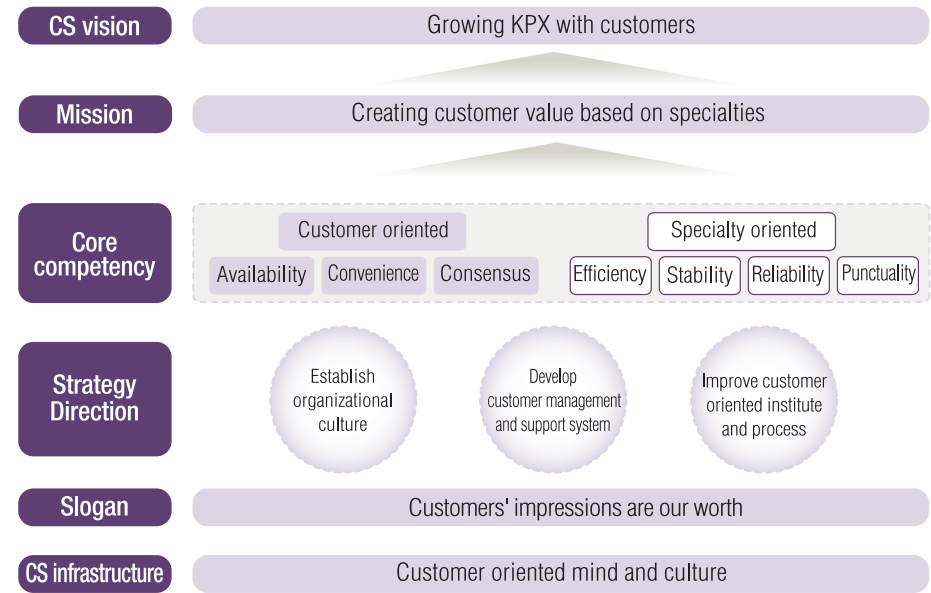 CS vision
Growing KPX with customers
Mission
Creating customer value based on specialties
Core
competency
Customer oriented
Availability
Convenience
Consensus
Specialty oriented
Efficiency
Stability
Reliability
Punctuality
Strategy
Direction
Establish
organizational
culture
Develop
customer management
and support system
Improve customer
oriented institute
and process
Slogan
Customers' impressions are our worth
CS infrastructure
Customer oriented mind and culture